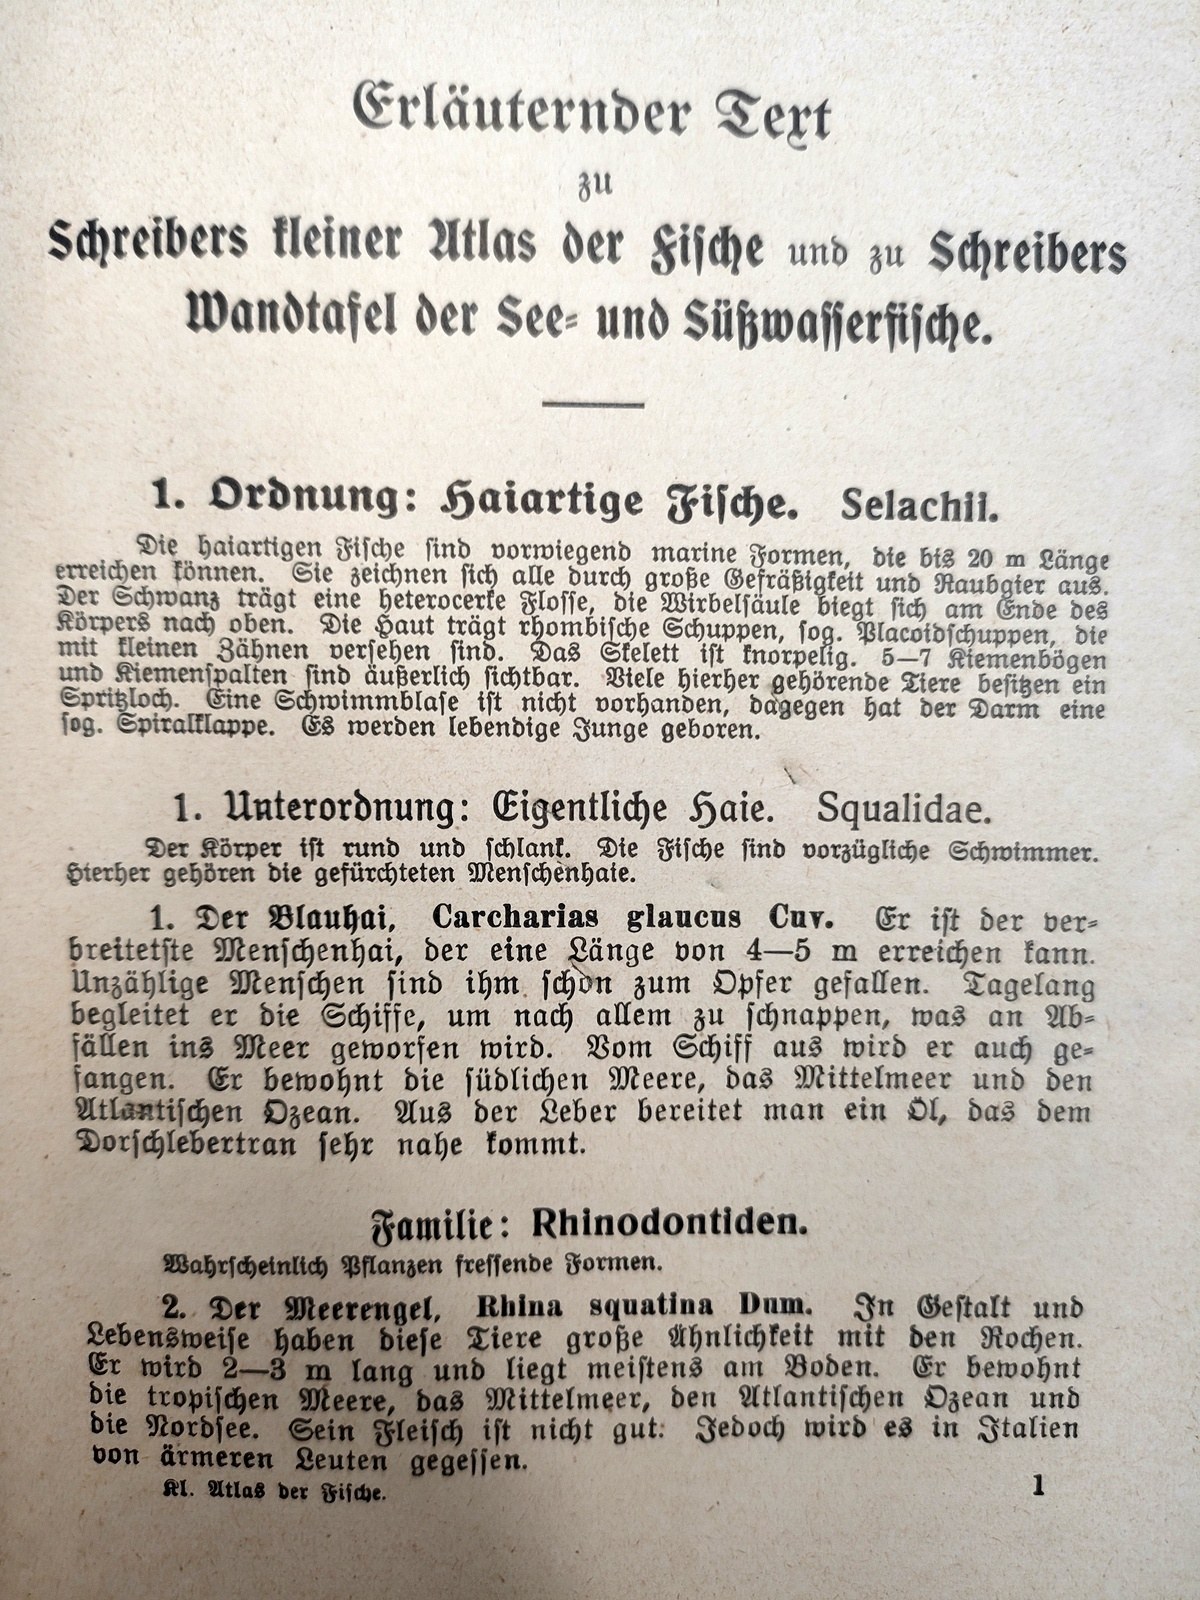 Erläuternder Text
zu
Schreibers kleiner Atlas der Fische und zu Schreibers
Wandtafel der See- und Süßwasserfische.
1. Ordnung: Haiartige Fische. Selachii.
Die haiartigen Fische sind vorwiegend marine Formen, die bis 20 m Länge
erreichen können. Sie zeichnen sich alle durch große Gefräßigkeit und Raubgier aus.
Der Schwanz trägt eine heterocerke Flosse, die Wirbelsäule biegt sich am Ende des
Körpers nach oben. Die Haut trägt rhombische Schuppen, sog. Placoidschuppen, die
mit kleinen Zähnen versehen sind. Das Skelett ist knorpelig. 5—7 Kiemenbögen
und Kiemenspalten sind äußerlich sichtbar. Viele hierher gehörende Tiere besitzen ein
Spritzloch. Eine Schwimmblase ist nicht vorhanden, dagegen hat der Darm eine
sog. Spiralklappe. Es werden lebendige Junge geboren.
1. Unterordnung: Eigentliche Haie. Squalidae.
Der Körper ist rund und schlank. Die Fische sind vorzügliche Schwimmer.
Hierher gehören die gefürchteten Menschenhaie.
1. Der Blauhai, Carcharias glaucus Cuv. Er ist der ver-
breitetste Menschenhai, der eine Länge von 4—5 m erreichen kann.
Unzählige Menschen sind ihm schon zum Opfer gefallen. Tagelang
begleitet er die Schiffe, um nach allem zu schnappen, was an Ab-
fällen ins Meer geworfen wird. Vom Schiff aus wird er auch ge-
fangen. Er bewohnt die südlichen Meere, das Mittelmeer und den
Atlantischen Ozean. Aus der Leber bereitet man ein Öl, das dem
Dorschlebertran sehr nahe kommt.
Familie: Rhinodontiden.
Wahrscheinlich Pflanzen fressende Formen.
2. Der Meerengel, Rhina squatina Dum. In Gestalt und
Lebensweise haben diese Tiere große Ähnlichkeit mit den Rochen.
Er wird 2—3 m lang und liegt meistens am Boden. Er bewohnt
die tropischen Meere, das Mittelmeer, den Atlantischen Ozean und
die Nordsee. Sein Fleisch ist nicht gut. Jedoch wird es in Italien
von ärmeren Leuten gegessen.
Kl. Atlas der Fische. 1